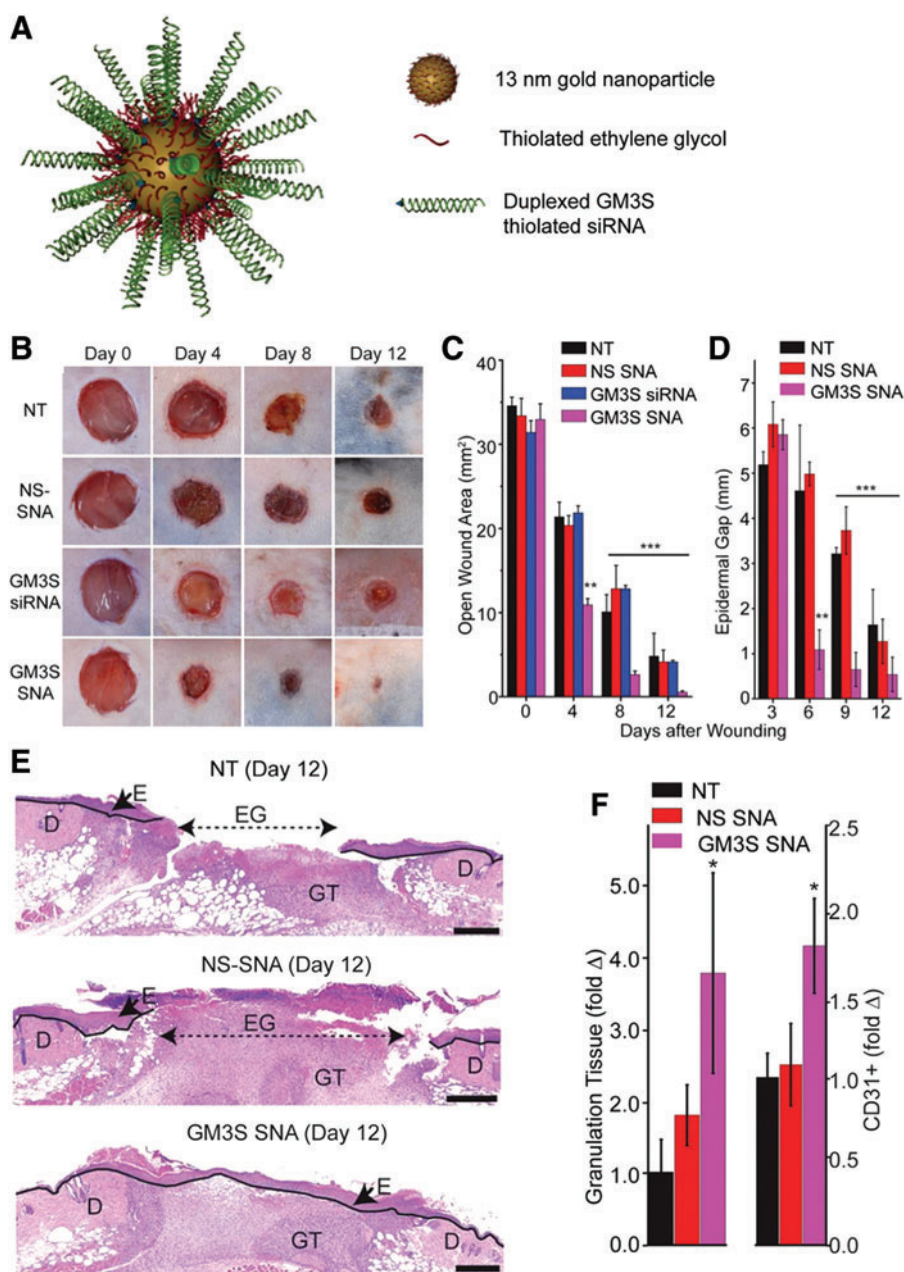 A
13 nm gold nanoparticle
Thiolated ethylene glycol
Duplexed GM3S
thiolated siRNA
B
Day 0 Day 4 Day 8 Day 12
NT
NS-
SNA
GM3S
siRNA
GM3S
SNA
C
NT
NS SNA
GM3S siRNA
GM3S SNA
Open Wound Area (mm²)
40
30
20
10
0
**
***
0 4 8 12
D
NT
NS SNA
GM3S SNA
Epidermal Gap (mm)
7
6
5
4
3
2
1
0
**
***
3 6 9 12
Days after Wounding
E
NT (Day 12)
E
EG
D
GT
D
NS-SNA (Day 12)
E
EG
D
GT
D
GM3S SNA (Day 12)
E
D
GT
D
F
NT
NS SNA
GM3S SNA
Granulation Tissue (fold Δ)
5.0
4.0
3.0
2.0
1.0
0.0
*
*
CD31+ (fold Δ)
2.5
2.0
1.5
1.0
0.5
0.0